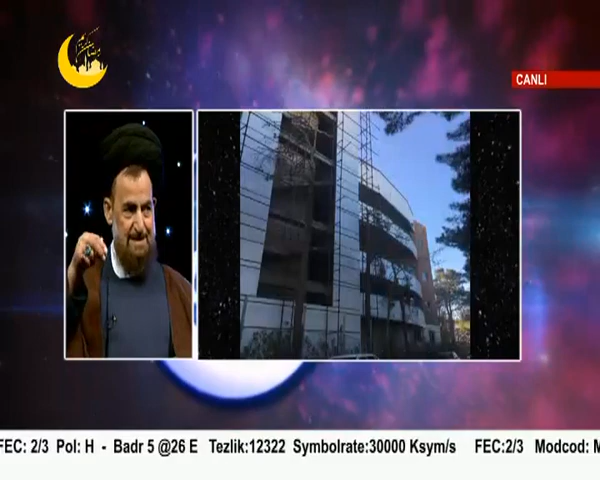 CANLI
FEC: 2/3 Pol: H - Badr 5 @26 E Tezlik:12322 Symbolrate:30000 Ksym/s FEC:2/3 Modcod: M